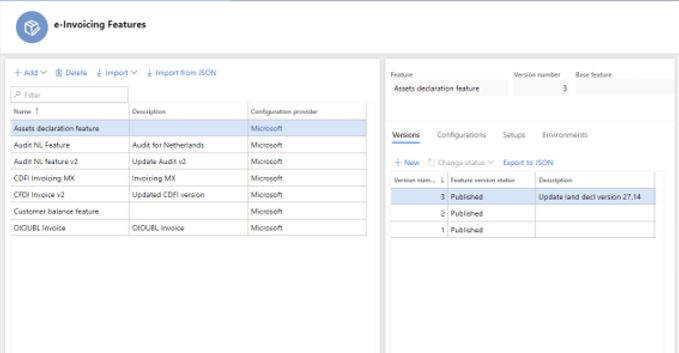 e-Invoicing Features
+ Add Delete Import Import from JSON
Filter
Name ↑ Description Configuration provider
Assets declaration feature Microsoft
Audit NL Feature Audit for Netherlands Microsoft
Audit NL feature v2 Update Audit v2 Microsoft
CDFI Invoicing MX Invoicing MX Microsoft
CFDI Invoice v2 Updated CDFI version Microsoft
Customer balance feature Microsoft
OIOUBL Invoice OIOUBL Invoice Microsoft
Feature Version number Base feature
Assets declaration feature 3
Versions Configurations Setups Environments
+ New Change status Export to JSON
Version num... ↓ Feature version status Description
3 Published Update land decl version 27.14
2 Published
1 Published